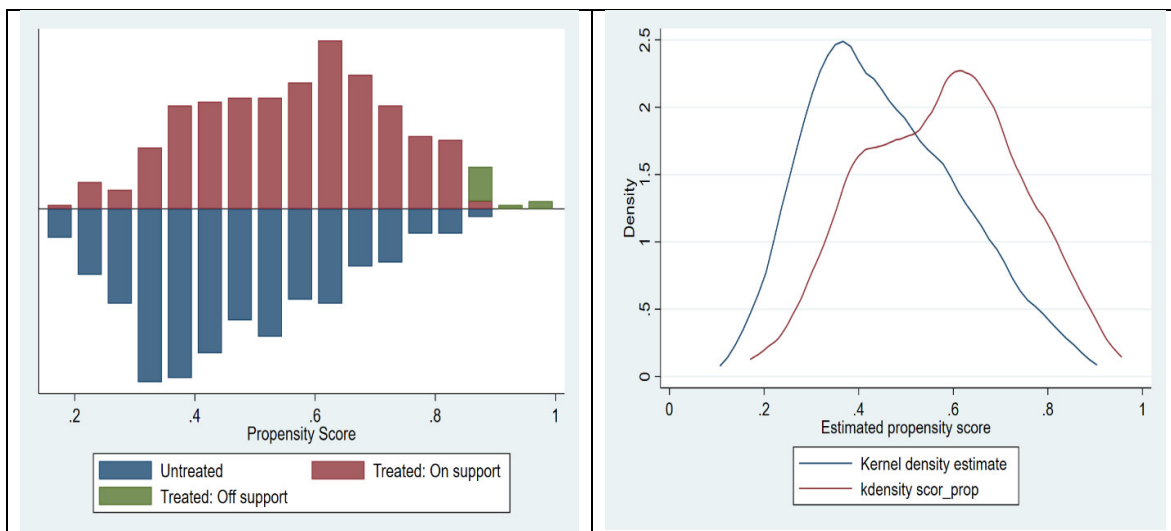 .2 .4 .6 .8 1
Propensity Score
Untreated Treated: On support
Treated: Off support
2.5
2
1.5
1
.5
0
Density
0 .2 .4 .6 .8 1
Estimated propensity score
Kernel density estimate
kdensity scor_prop